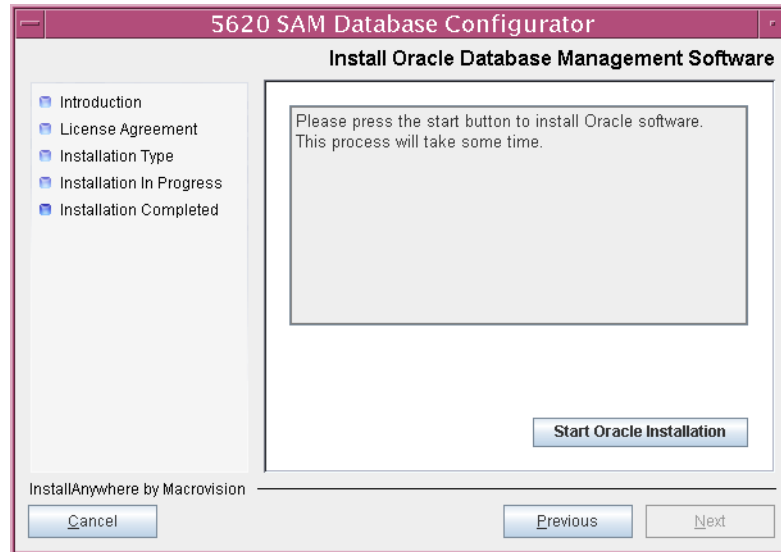 5620 SAM Database Configurator
Install Oracle Database Management Software
Introduction
License Agreement
Installation Type
Installation In Progress
Installation Completed
Please press the start button to install Oracle software.
This process will take some time.
Start Oracle Installation
InstallAnywhere by Macrovision
Cancel
Previous
Next